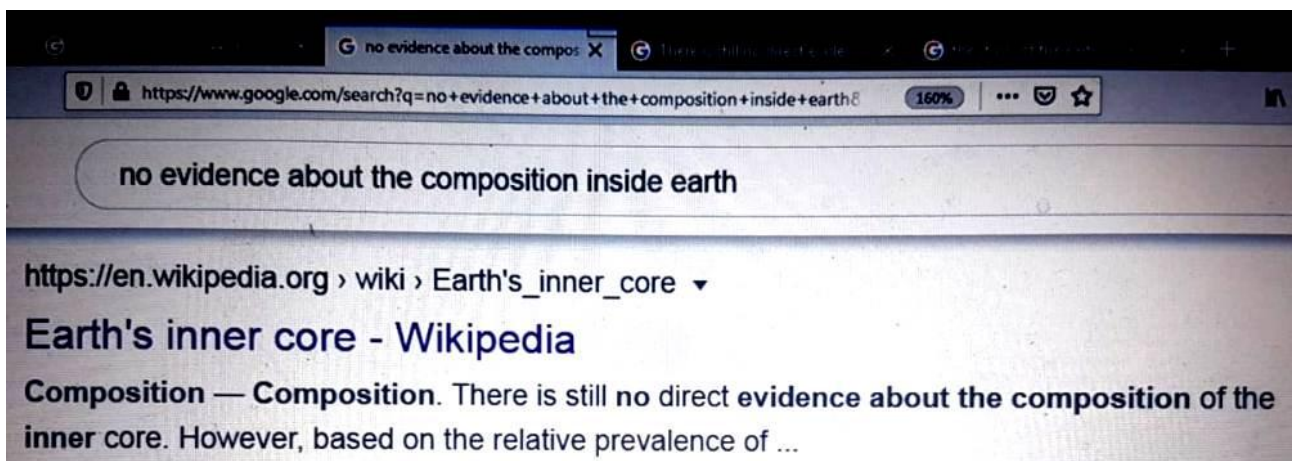 no evidence about the compos
https://www.google.com/search?q=no+evidence+about+the+composition+inside+earth&
160%
no evidence about the composition inside earth
https://en.wikipedia.org › wiki › Earth's_inner_core
Earth's inner core - Wikipedia
Composition — Composition. There is still no direct evidence about the composition of the
inner core. However, based on the relative prevalence of ...